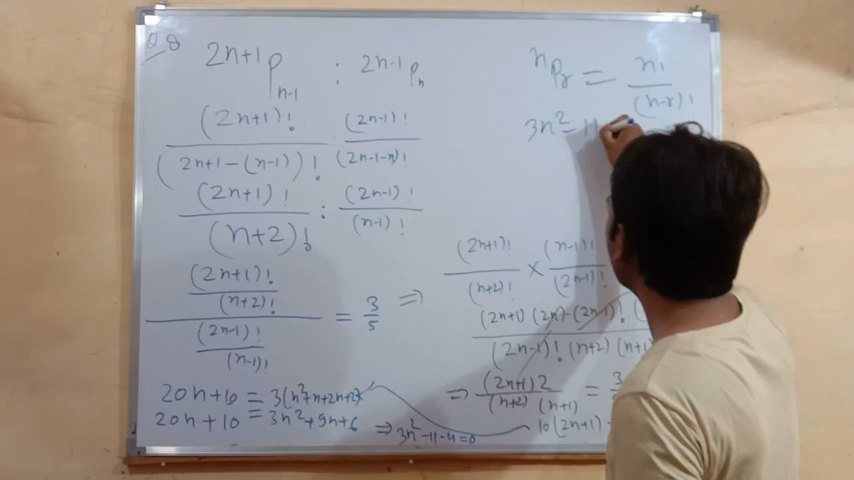 Q 8
2n+1 P n-1 : 2n-1 P n
(2n+1)! / (2n+1-(n-1))! (2n-1)! / (2n-1-n)!
(2n+1)! / (n+2)! : (2n-1)! / (n-1)!
(2n+1)! / (n+2)! / (2n-1)! / (n-1)! = 3/5
20n+10 = 3(n²+n+2n+2)
20n+10 = 3n²+9n+6
⇒ 3n²-11-4=0
nPr = n! / (n-r)!
3n² - 11
⇒ (2n+1)! / (n+2)! × (n-1)! / (2n-1)!
(2n+1) (2n) (2n-1)! / (2n-1)! (n+2) (n+1)
⇒ (2n+1) 2 / (n+2) (n+1) = 3
10(2n+1)